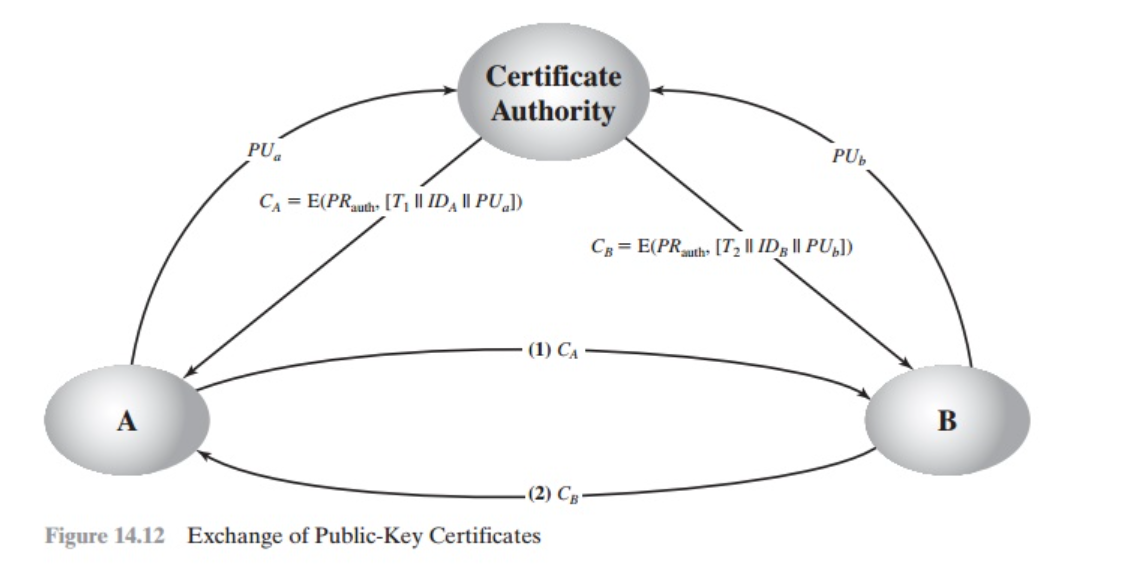 Certificate
Authority
PUa
PUb
CA = E(PRauth, [T1 || IDA || PUa])
CB = E(PRauth, [T2 || IDB || PUb])
(1) CA
A
B
(2) CB
Figure 14.12 Exchange of Public-Key Certificates